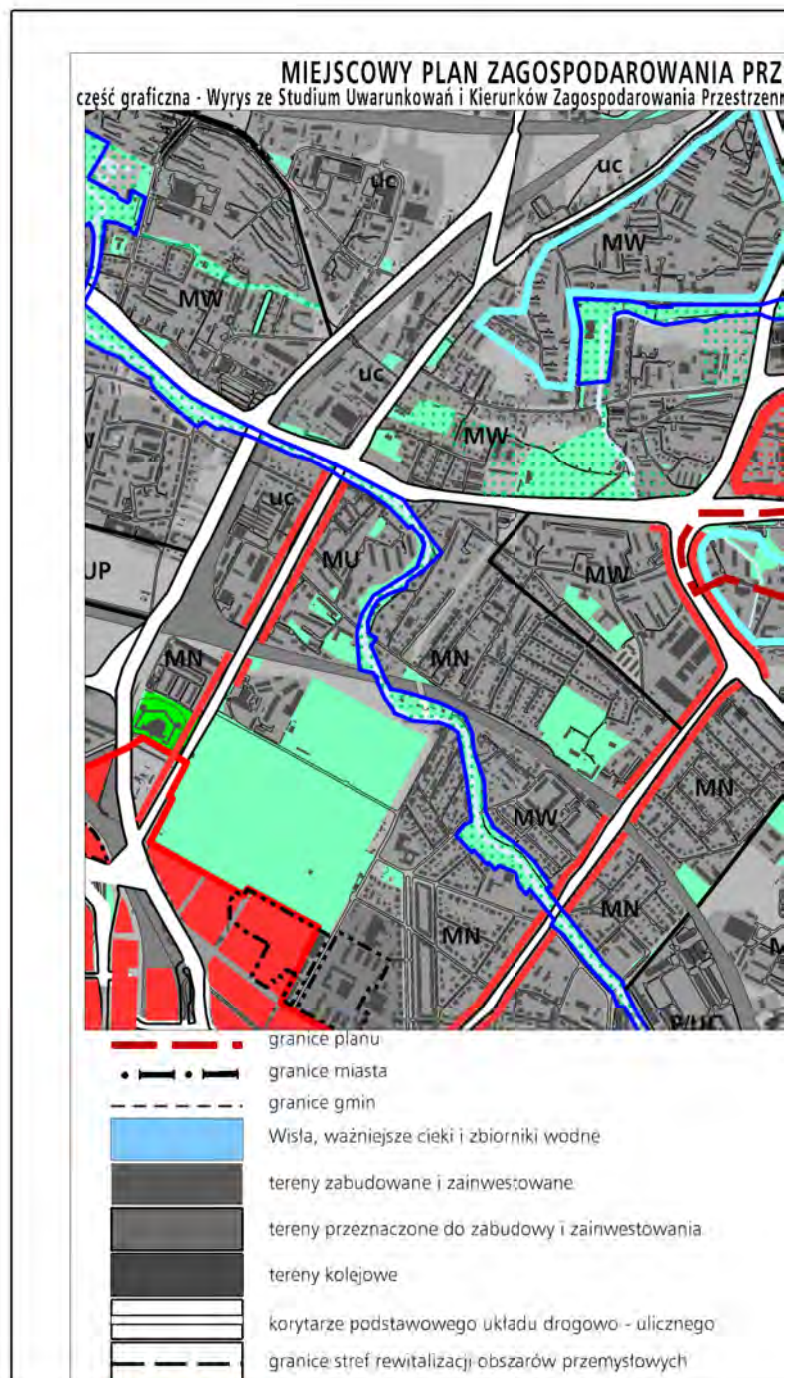 MIEJSCOWY PLAN ZAGOSPODAROWANIA PRZ
część graficzna - Wyrys ze Studium Uwarunkowań i Kierunków Zagospodarowania Przestrzenn
uc
uc
MW
MW
uc
MW
uc
MU
MW
UP
MN
MN
MN
MW
MN
MN
P/UC
granice planu
granice miasta
granice gmin
Wisła, ważniejsze cieki i zbiorniki wodne
tereny zabudowane i zainwestowane
tereny przeznaczone do zabudowy i zainwestowania
tereny kolejowe
korytarze podstawowego układu drogowo - ulicznego
granice stref rewitalizacji obszarów przemysłowych